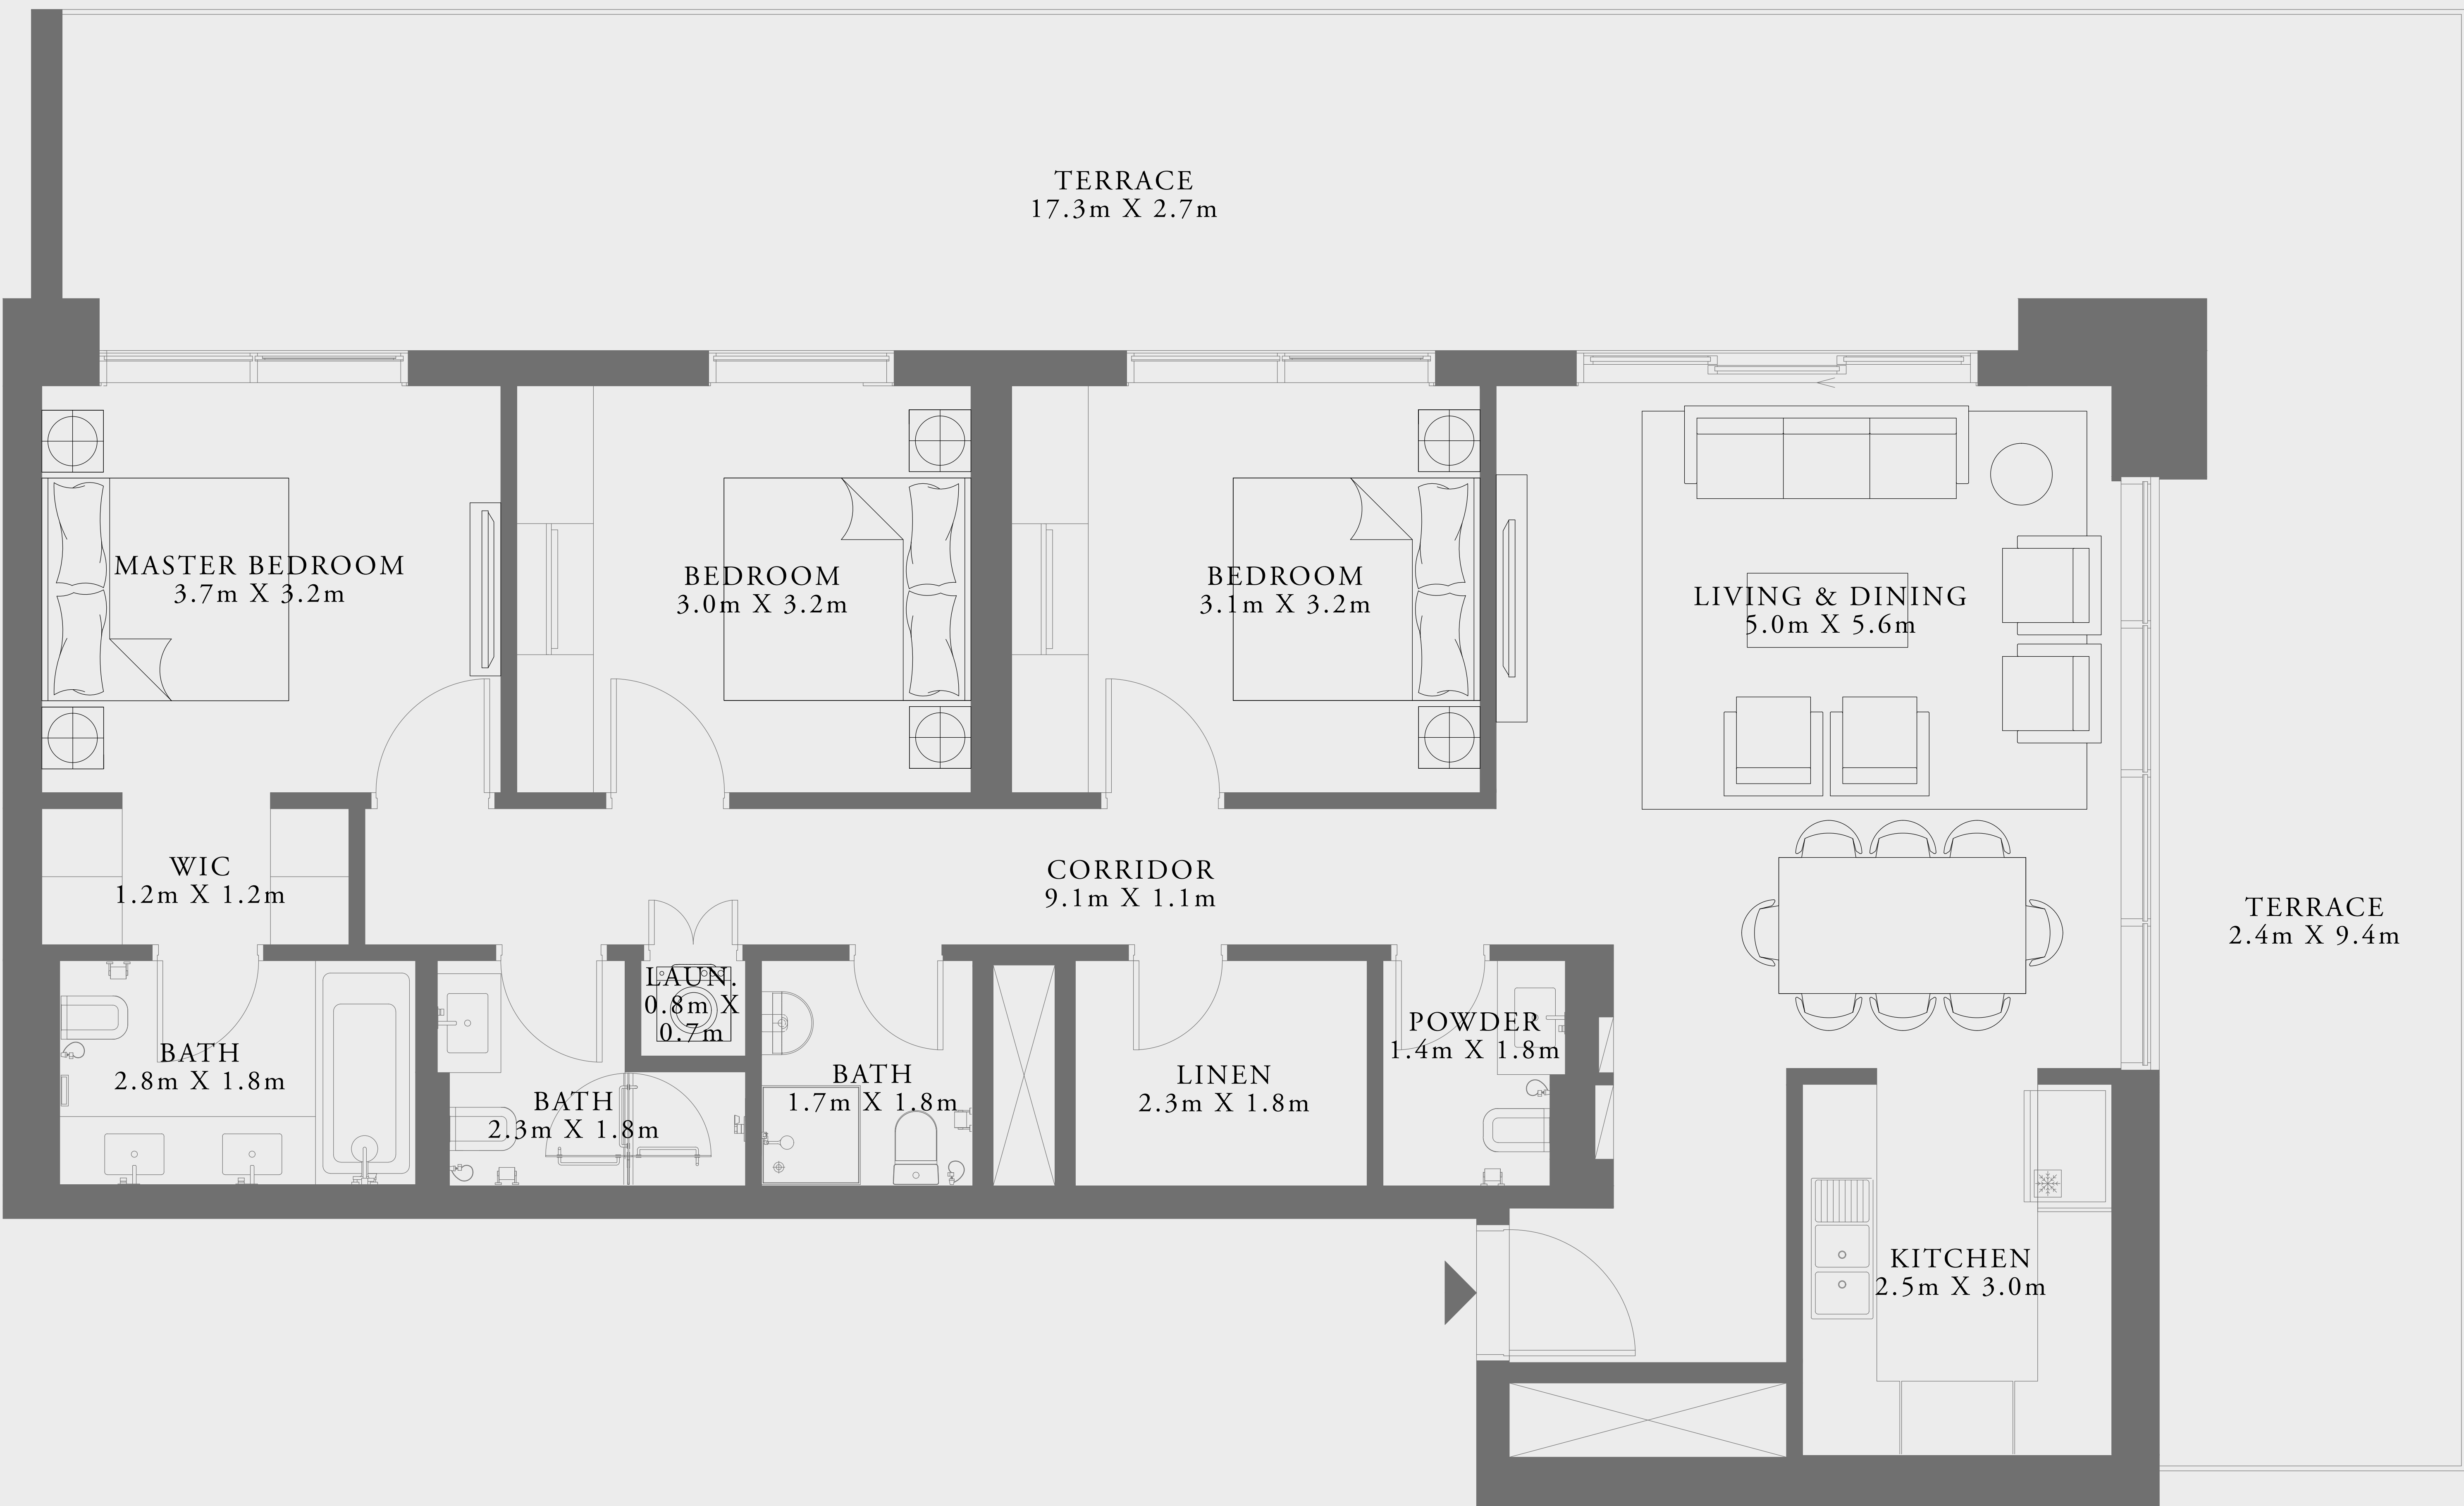 TERRACE
17.3m X 2.7m
MASTER BEDROOM
3.7m X 3.2m
BEDROOM
3.0m X 3.2m
BEDROOM
3.1m X 3.2m
LIVING & DINING
5.0m X 5.6m
WIC
1.2m X 1.2m
CORRIDOR
9.1m X 1.1m
TERRACE
2.4m X 9.4m
BATH
2.8m X 1.8m
BATH
2.3m X 1.8m
LAUN.
0.8m X
0.7m
BATH
1.7m X 1.8m
LINEN
2.3m X 1.8m
POWDER
1.4m X 1.8m
KITCHEN
2.5m X 3.0m